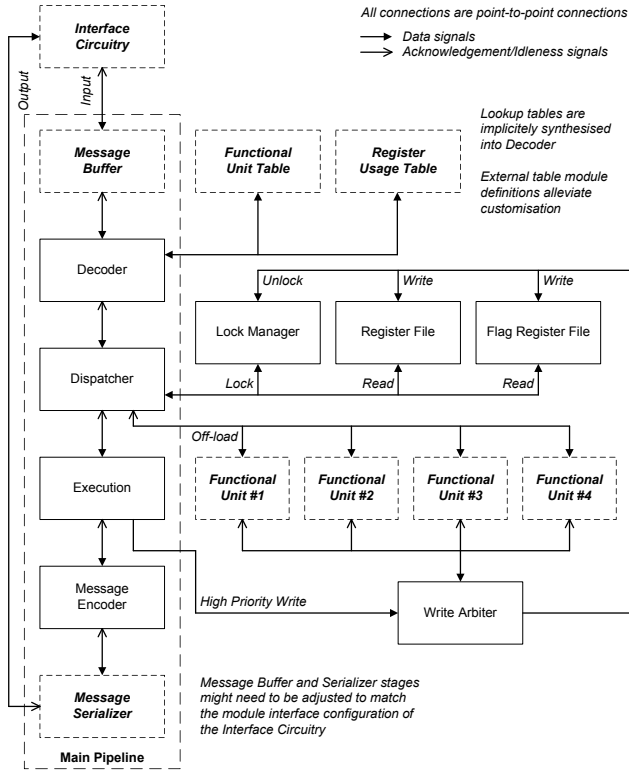 All connections are point-to-point connections
Data signals
Acknowledgement/Idleness signals
Interface
Circuitry
Output
Input
Lookup tables are
implicitely synthesised
into Decoder
External table module
definitions alleviate
customisation
Message
Buffer
Functional
Unit Table
Register
Usage Table
Decoder
Unlock
Write
Write
Lock Manager
Register File
Flag Register File
Dispatcher
Lock
Read
Read
Off-load
Execution
Functional
Unit #1
Functional
Unit #2
Functional
Unit #3
Functional
Unit #4
Message
Encoder
High Priority Write
Write Arbiter
Message
Serializer
Message Buffer and Serializer stages
might need to be adjusted to match
the module interface configuration of
the Interface Circuitry
Main Pipeline